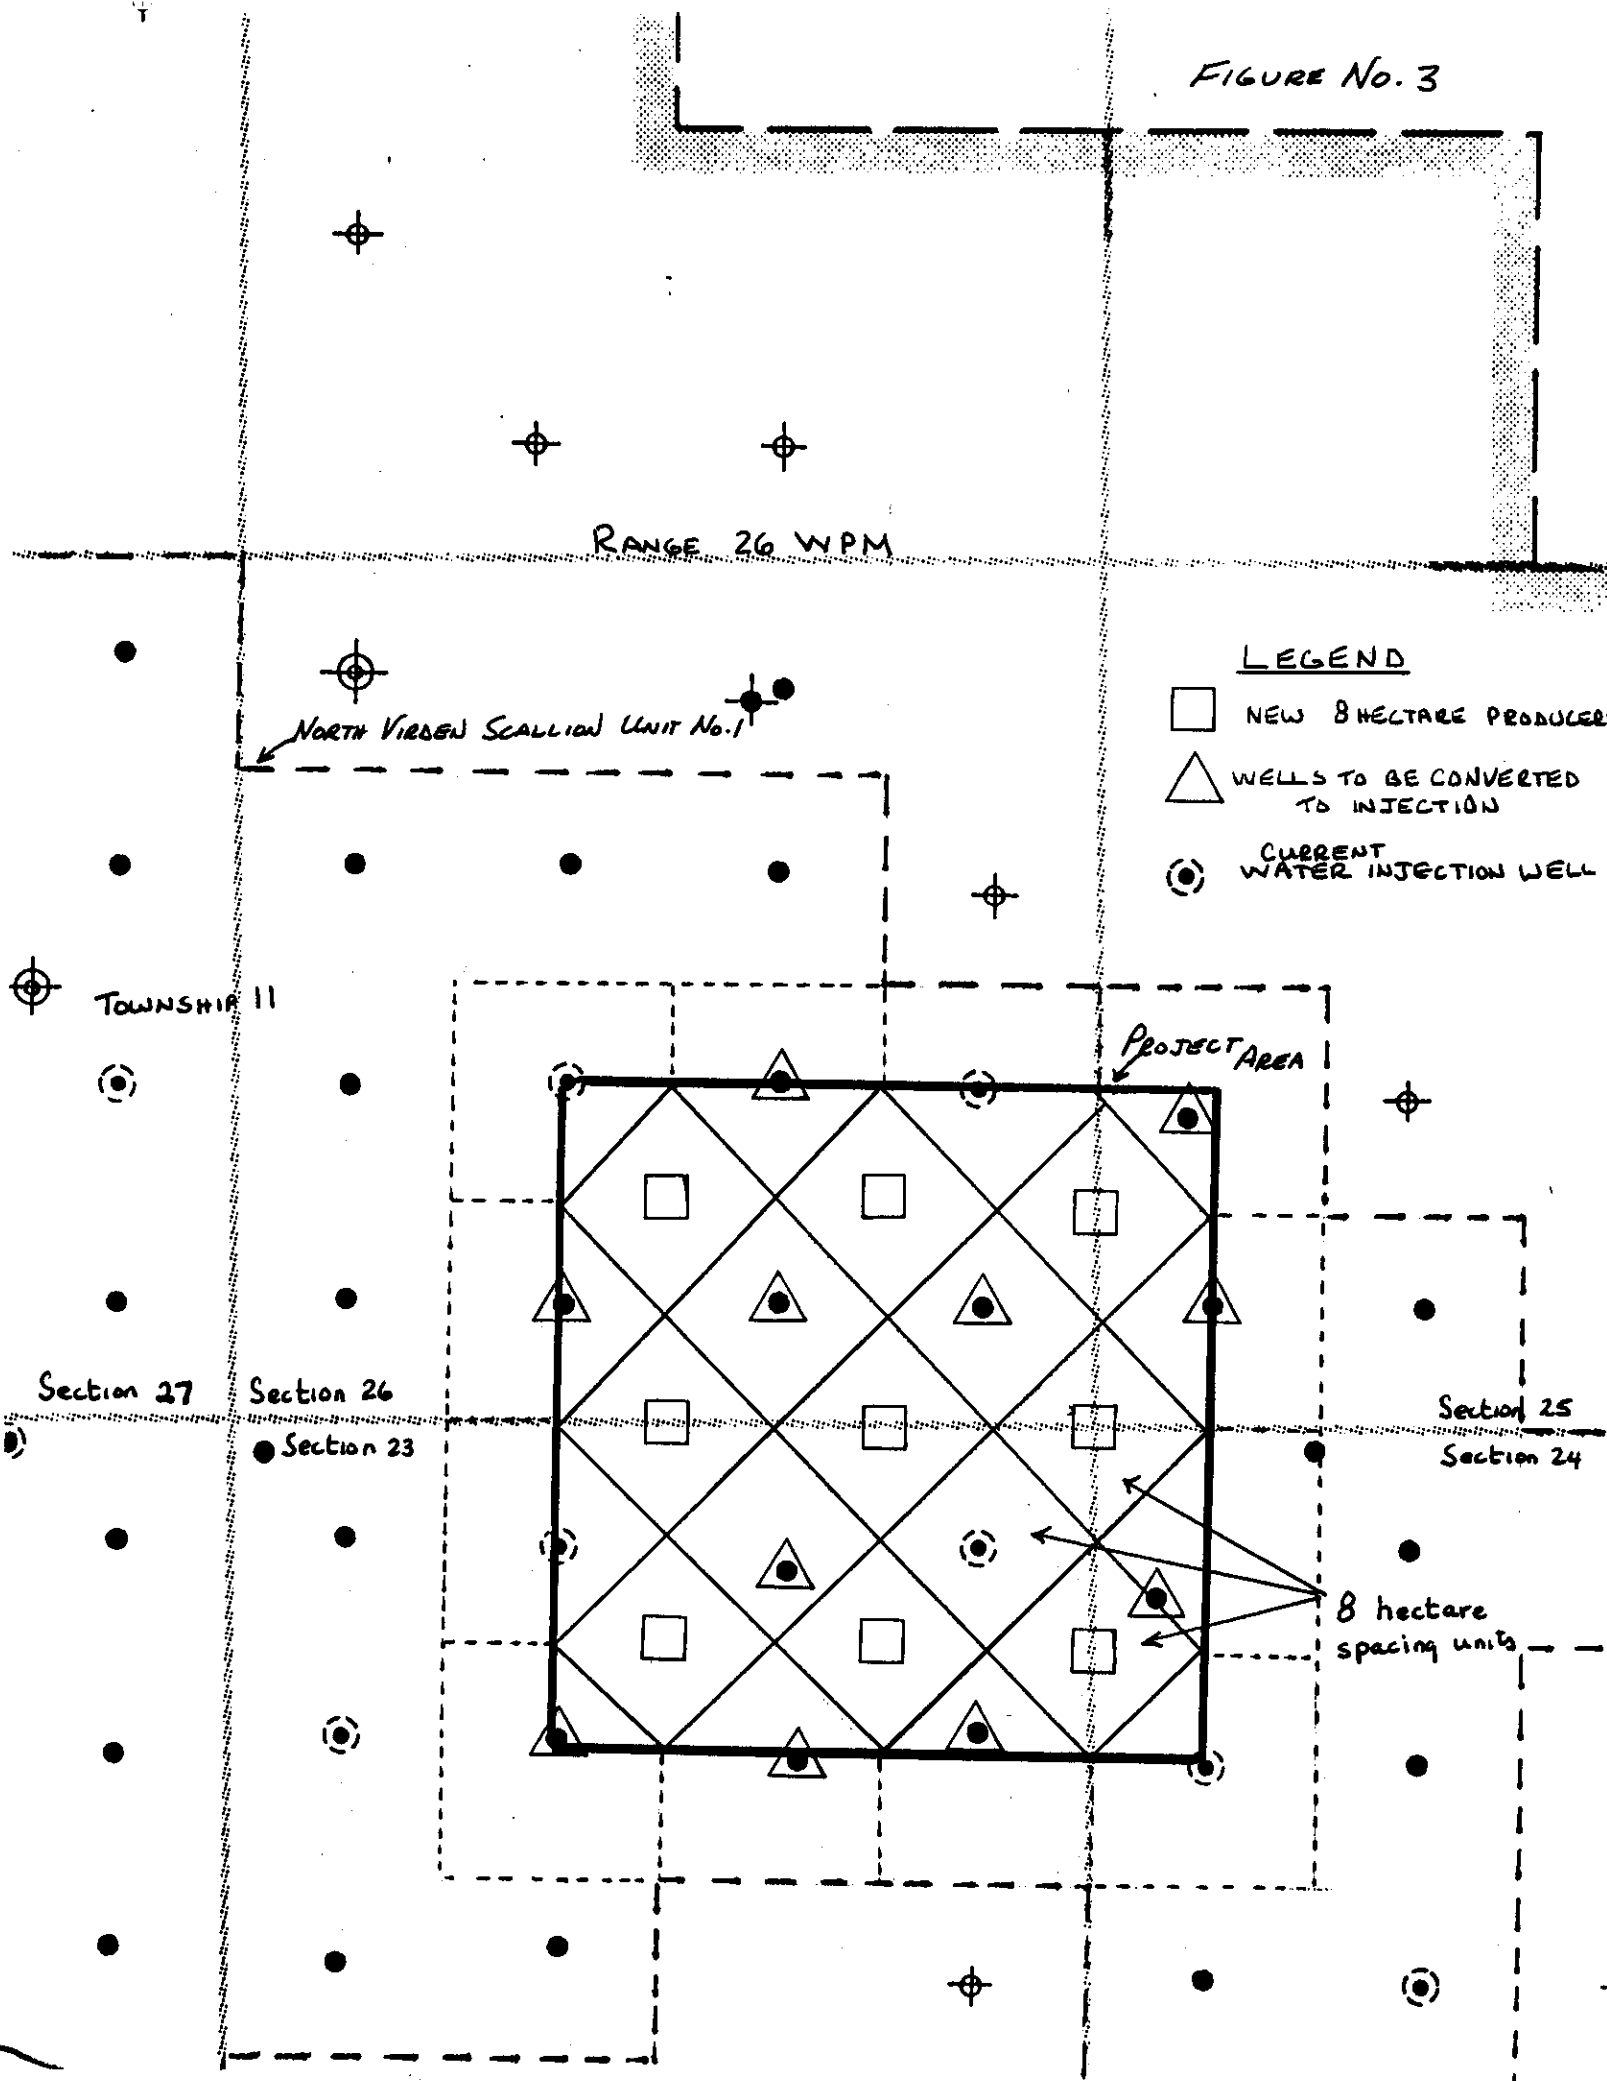 FIGURE NO. 3
RANGE 26 WPM
LEGEND
NEW 8 HECTARE PRODUCER
NORTH VIRDEN SCALLION UNIT NO.1
WELLS TO BE CONVERTED
TO INJECTION
CURRENT
WATER INJECTION WELL
TOWNSHIP 11
PROJECT AREA
Section 27
Section 26
Section 25
Section 23
Section 24
8 hectare
spacing units